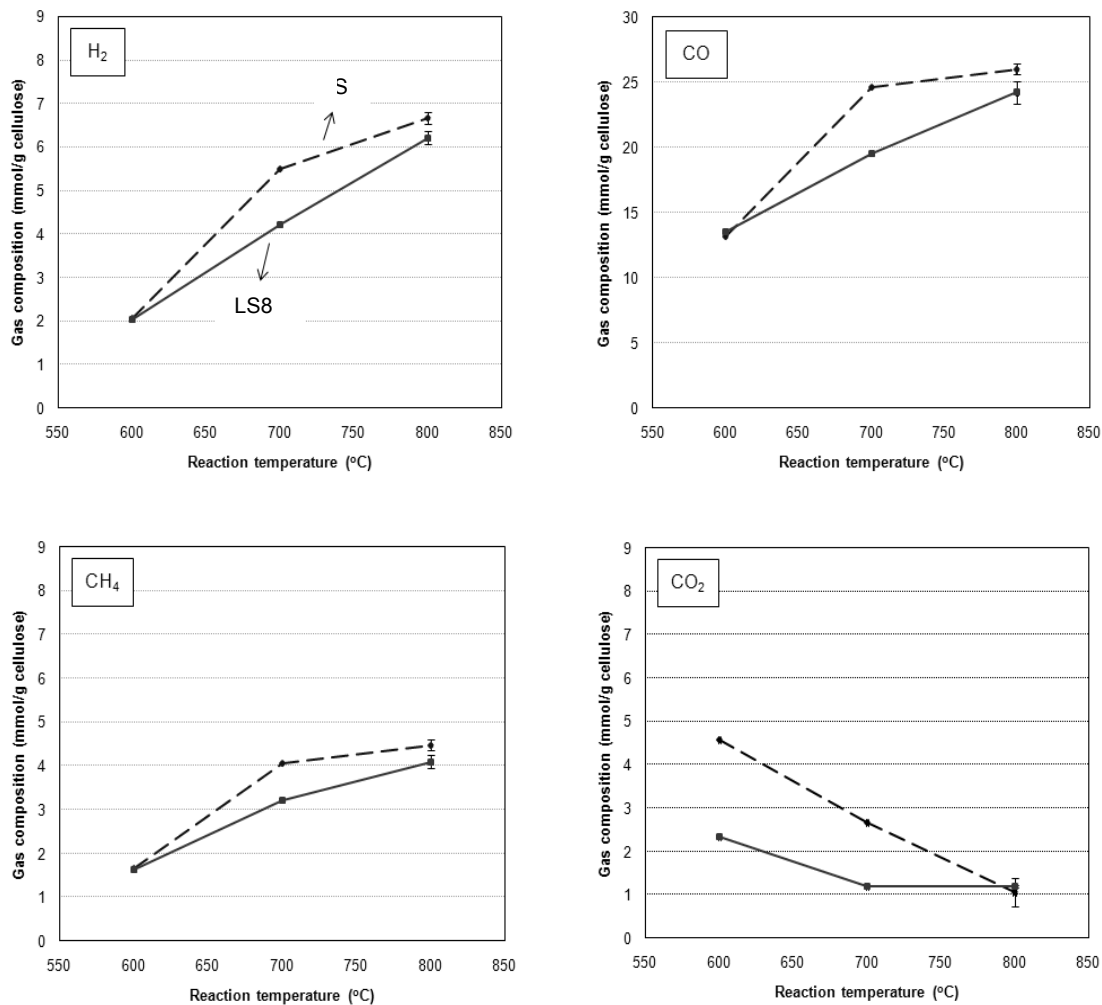 H₂
S
LS8
9
8
7
6
5
4
3
2
1
0
Gas composition (mmol/g cellulose)
550 600 650 700 750 800 850
Reaction temperature (ºC)
CO
30
25
20
15
10
5
0
Gas composition (mmol/g cellulose)
550 600 650 700 750 800 850
Reaction temperature (ºC)
CH₄
9
8
7
6
5
4
3
2
1
0
Gas composition (mmol/g cellulose)
550 600 650 700 750 800 850
Reaction temperature (ºC)
CO₂
9
8
7
6
5
4
3
2
1
0
Gas composition (mmol/g cellulose)
550 600 650 700 750 800 850
Reaction temperature (ºC)